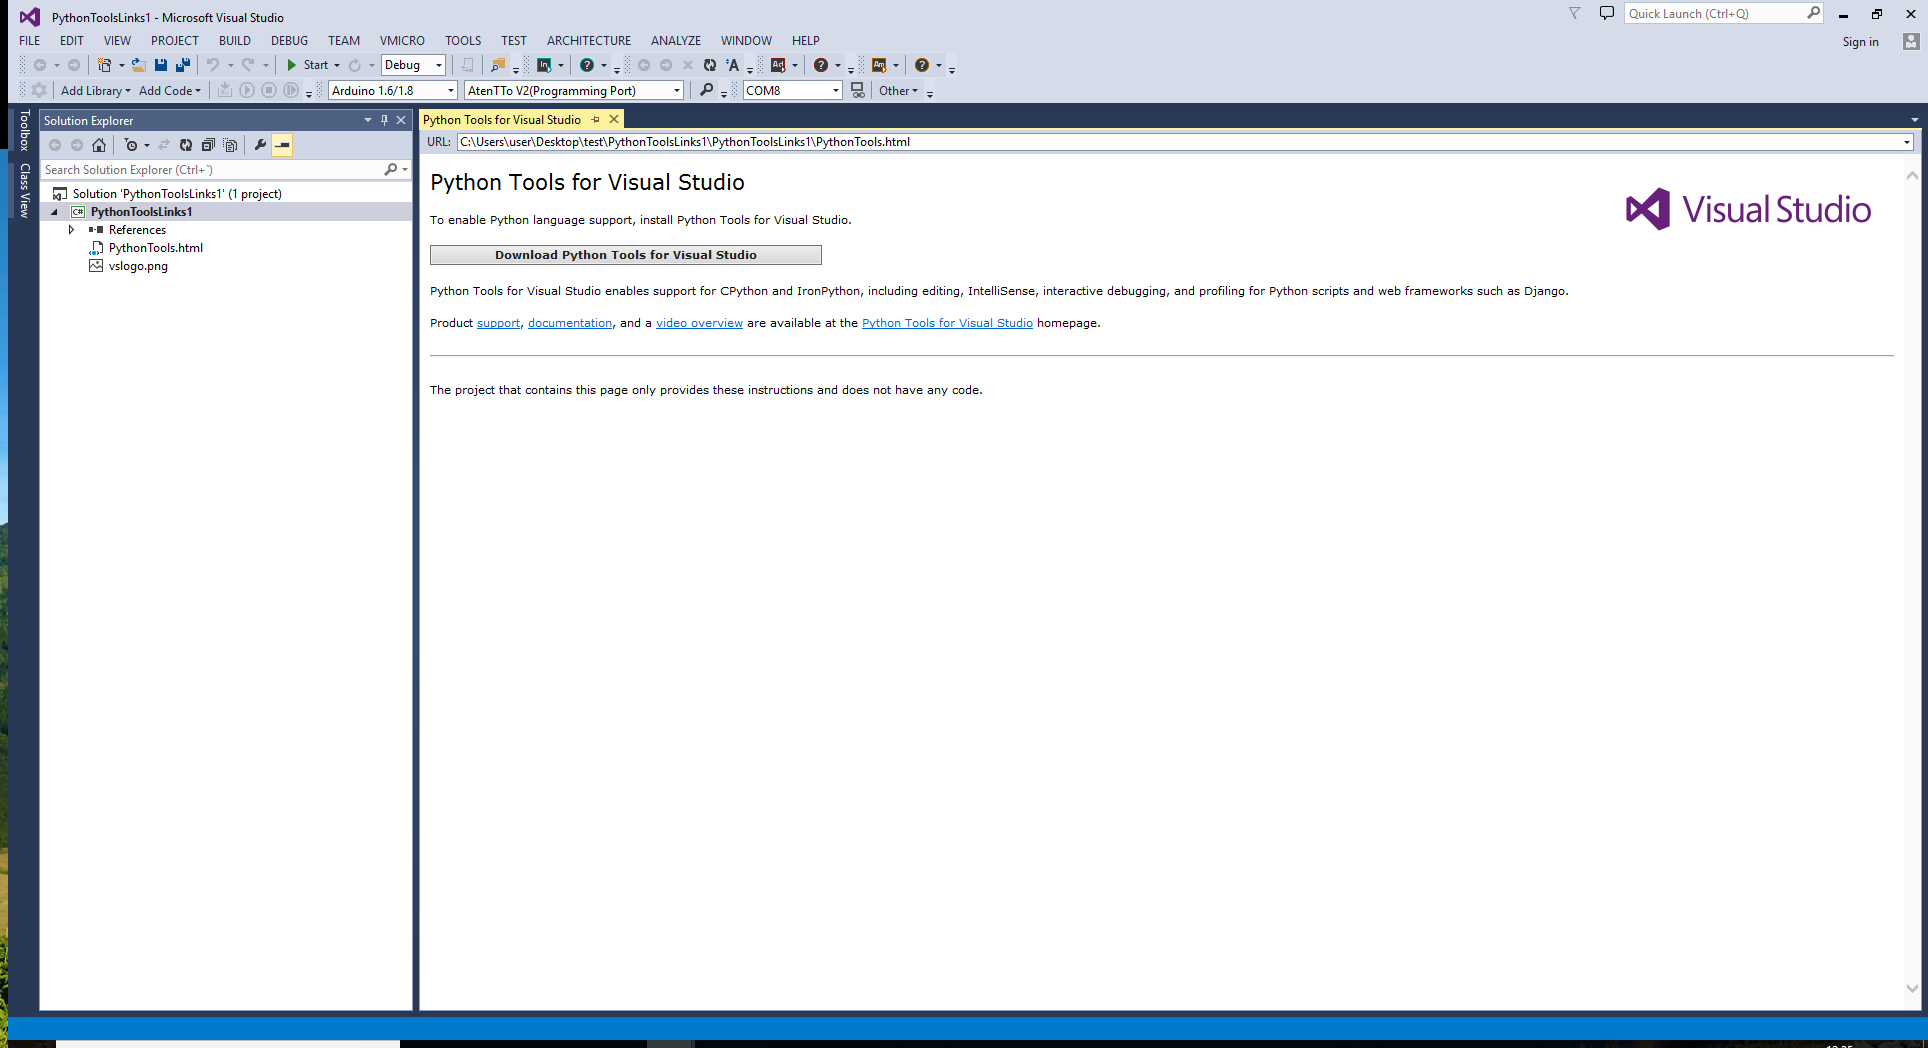 PythonToolsLinks1 - Microsoft Visual Studio
Quick Launch (Ctrl+Q)
FILE EDIT VIEW PROJECT BUILD DEBUG TEAM VMICRO TOOLS TEST ARCHITECTURE ANALYZE WINDOW HELP
Sign in
Start Debug
Add Library Add Code Arduino 1.6/1.8 AtenTTo V2(Programming Port) COM8 Other
Toolbox
Class View
Solution Explorer
Search Solution Explorer (Ctrl+¨)
Solution 'PythonToolsLinks1' (1 project)
C# PythonToolsLinks1
References
PythonTools.html
vslogo.png
Python Tools for Visual Studio
URL: C:\Users\user\Desktop\test\PythonToolsLinks1\PythonToolsLinks1\PythonTools.html
Python Tools for Visual Studio
Visual Studio
To enable Python language support, install Python Tools for Visual Studio.
Download Python Tools for Visual Studio
Python Tools for Visual Studio enables support for CPython and IronPython, including editing, IntelliSense, interactive debugging, and profiling for Python scripts and web frameworks such as Django.
Product support, documentation, and a video overview are available at the Python Tools for Visual Studio homepage.
The project that contains this page only provides these instructions and does not have any code.